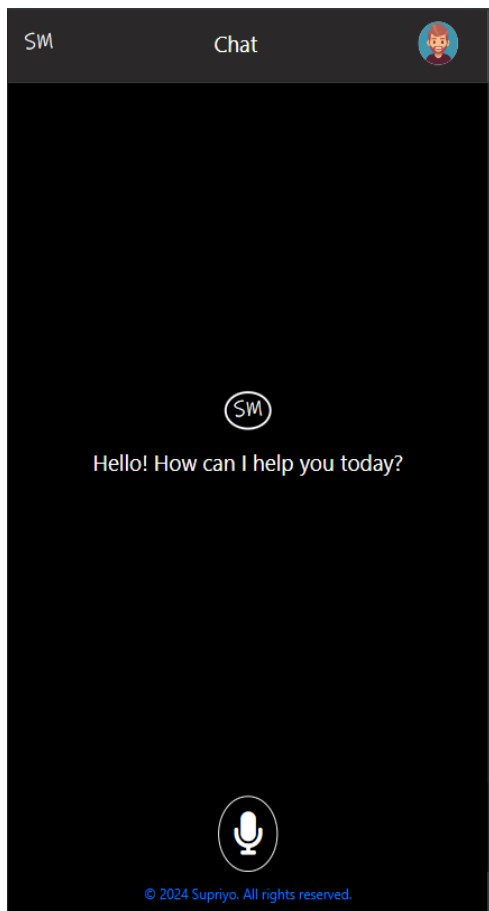 SM
Chat
SM
Hello! How can I help you today?
© 2024 Supriyo. All rights reserved.